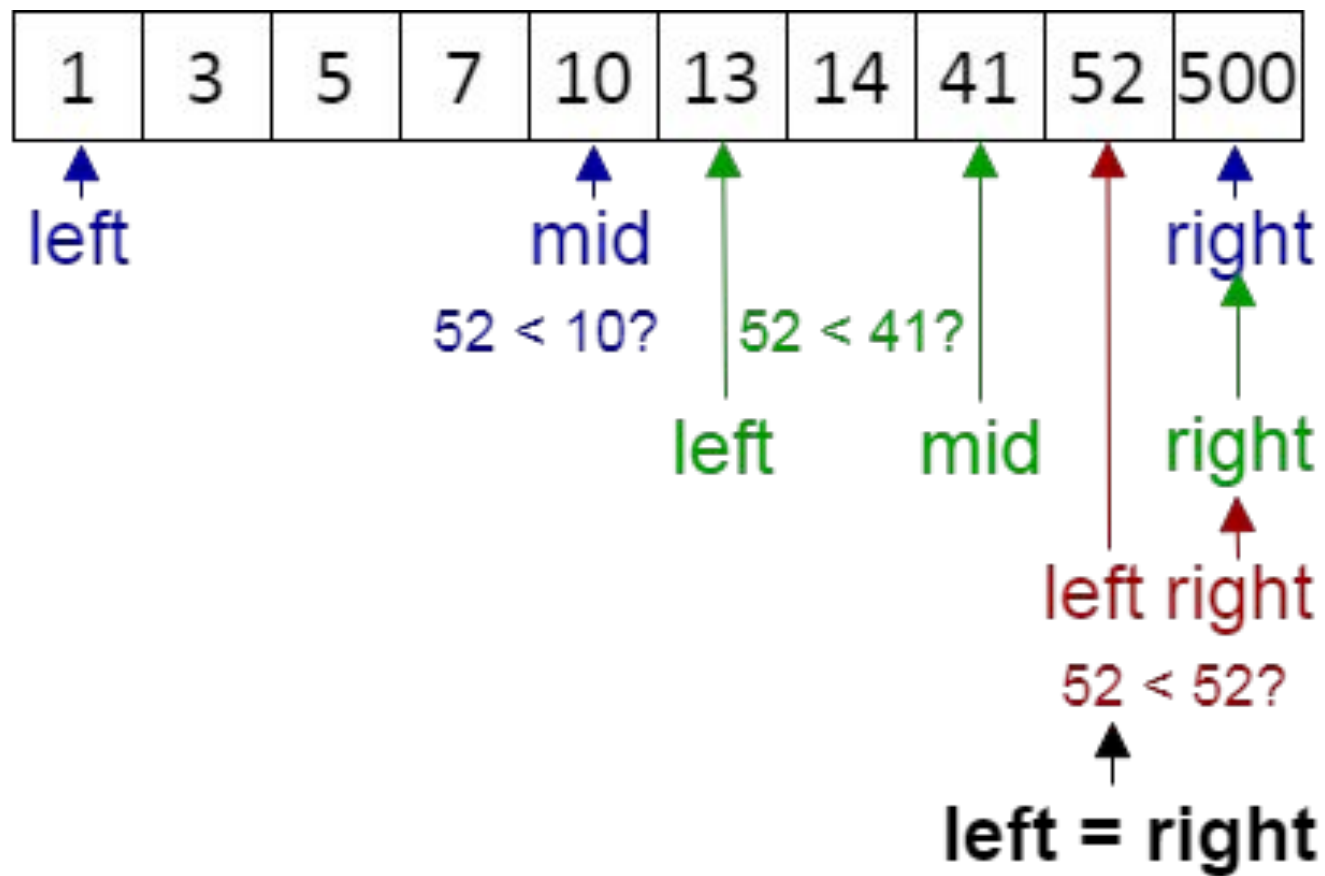 1 3 5 7 10 13 14 41 52 500
left mid right
52 < 10? 52 < 41?
left mid right
left right
52 < 52?
left = right